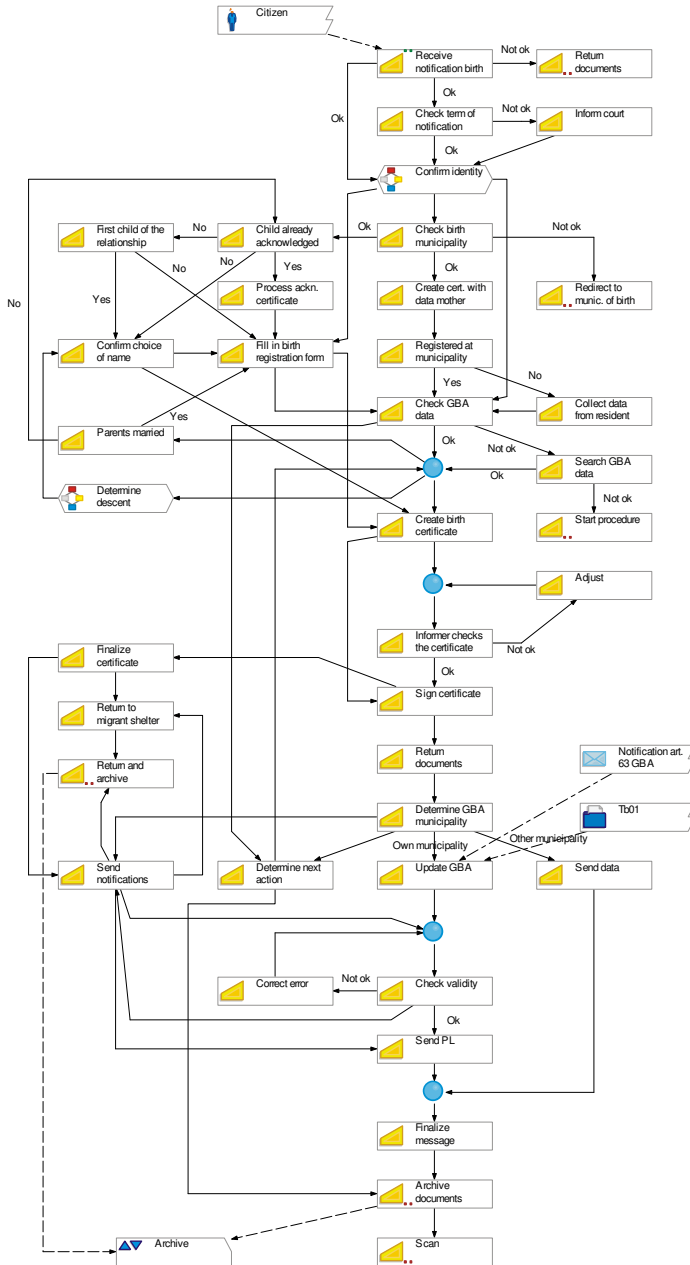 Citizen
Receive
notification birth
Not ok
Return
documents
Ok
Ok
Check term of
notification
Not ok
Inform court
Ok
Confirm identity
First child of the
relationship
No
Child already
acknowledged
Ok
Check birth
municipality
Not ok
No
Yes
Ok
Process ackn.
certificate
Create cert. with
data mother
Redirect to
munic. of birth
No
Yes
Confirm choice
of name
Fill in birth
registration form
Registered at
municipality
No
Yes
Check GBA
data
Collect data
from resident
Yes
Parents married
Ok
Not ok
Search GBA
data
Ok
Determine
descent
Not ok
Create birth
certificate
Start procedure
Adjust
Informer checks
the certificate
Not ok
Finalize
certificate
Ok
Sign certificate
Return to
migrant shelter
Return
documents
Notification art.
63 GBA
Return and
archive
Determine GBA
municipality
Tb01
Own municipality
Other municipality
Send
notifications
Determine next
action
Update GBA
Send data
Correct error
Not ok
Check validity
Ok
Send PL
Finalize
message
Archive
documents
Archive
Scan